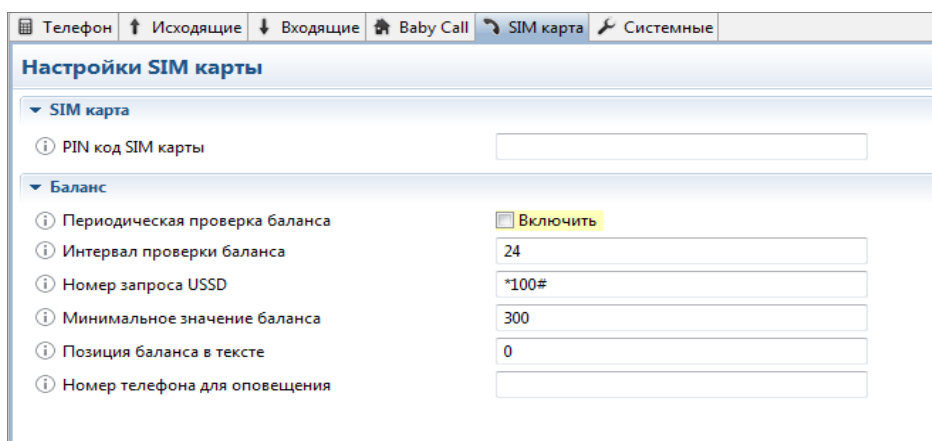 Телефон Исходящие Входящие Baby Call SIM карта Системные
Настройки SIM карты
SIM карта
PIN код SIM карты
Баланс
Периодическая проверка баланса Включить
Интервал проверки баланса 24
Номер запроса USSD *100#
Минимальное значение баланса 300
Позиция баланса в тексте 0
Номер телефона для оповещения